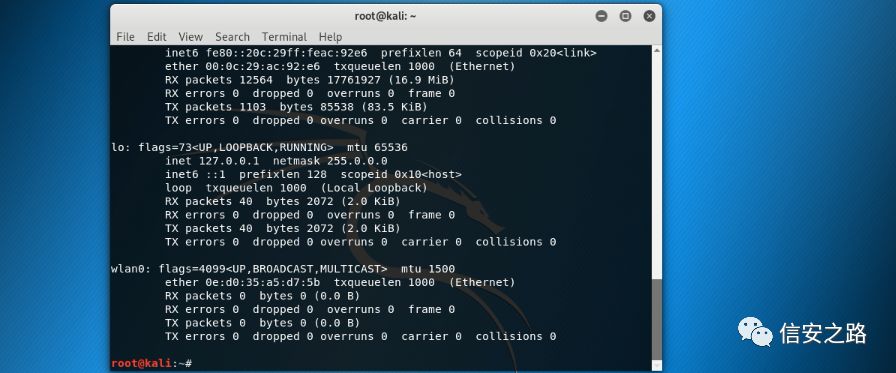 root@kali: ~
File Edit View Search Terminal Help
inet6 fe80::20c:29ff:feac:92e6 prefixlen 64 scopeid 0x20<link>
ether 00:0c:29:ac:92:e6 txqueuelen 1000 (Ethernet)
RX packets 12564 bytes 17761927 (16.9 MiB)
RX errors 0 dropped 0 overruns 0 frame 0
TX packets 1103 bytes 85538 (83.5 KiB)
TX errors 0 dropped 0 overruns 0 carrier 0 collisions 0
lo: flags=73<UP,LOOPBACK,RUNNING> mtu 65536
inet 127.0.0.1 netmask 255.0.0.0
inet6 ::1 prefixlen 128 scopeid 0x10<host>
loop txqueuelen 1000 (Local Loopback)
RX packets 40 bytes 2072 (2.0 KiB)
RX errors 0 dropped 0 overruns 0 frame 0
TX packets 40 bytes 2072 (2.0 KiB)
TX errors 0 dropped 0 overruns 0 carrier 0 collisions 0
wlan0: flags=4099<UP,BROADCAST,MULTICAST> mtu 1500
ether 0e:d0:35:a5:d7:5b txqueuelen 1000 (Ethernet)
RX packets 0 bytes 0 (0.0 B)
RX errors 0 dropped 0 overruns 0 frame 0
TX packets 0 bytes 0 (0.0 B)
TX errors 0 dropped 0 overruns 0 carrier 0 collisions 0
root@kali:~#
信安之路